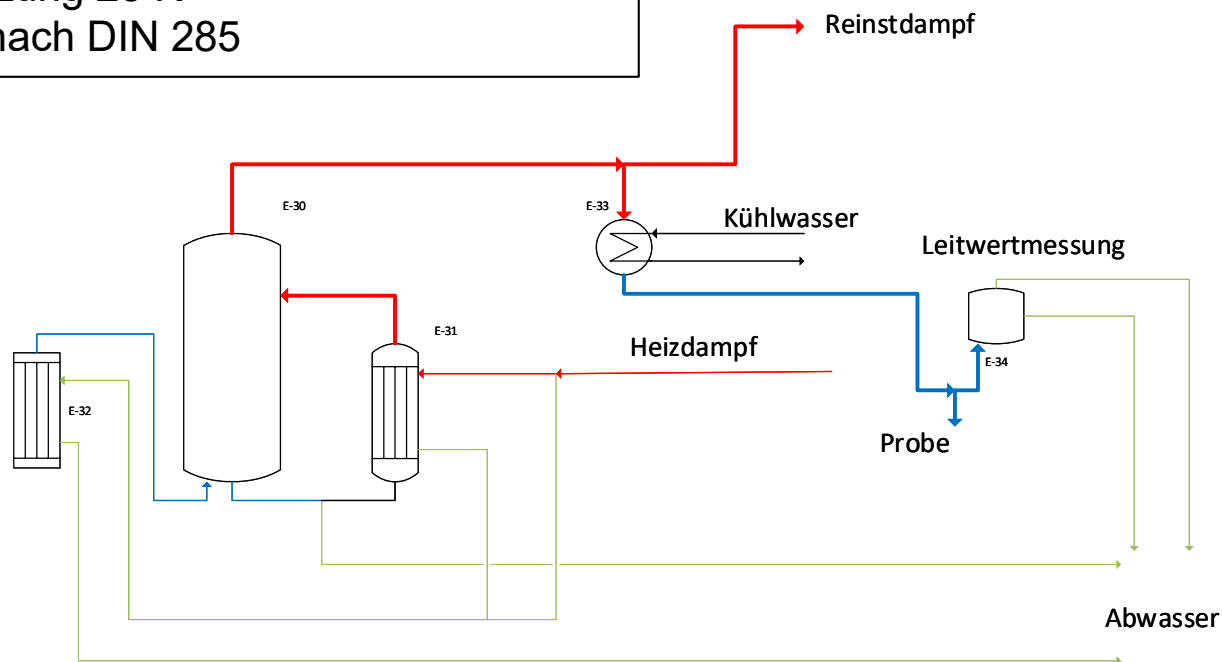 nach DIN 285
Reinstdampf
E-30
E-33
Kühlwasser
Leitwertmessung
E-31
Heizdampf
E-34
E-32
Probe
Abwasser